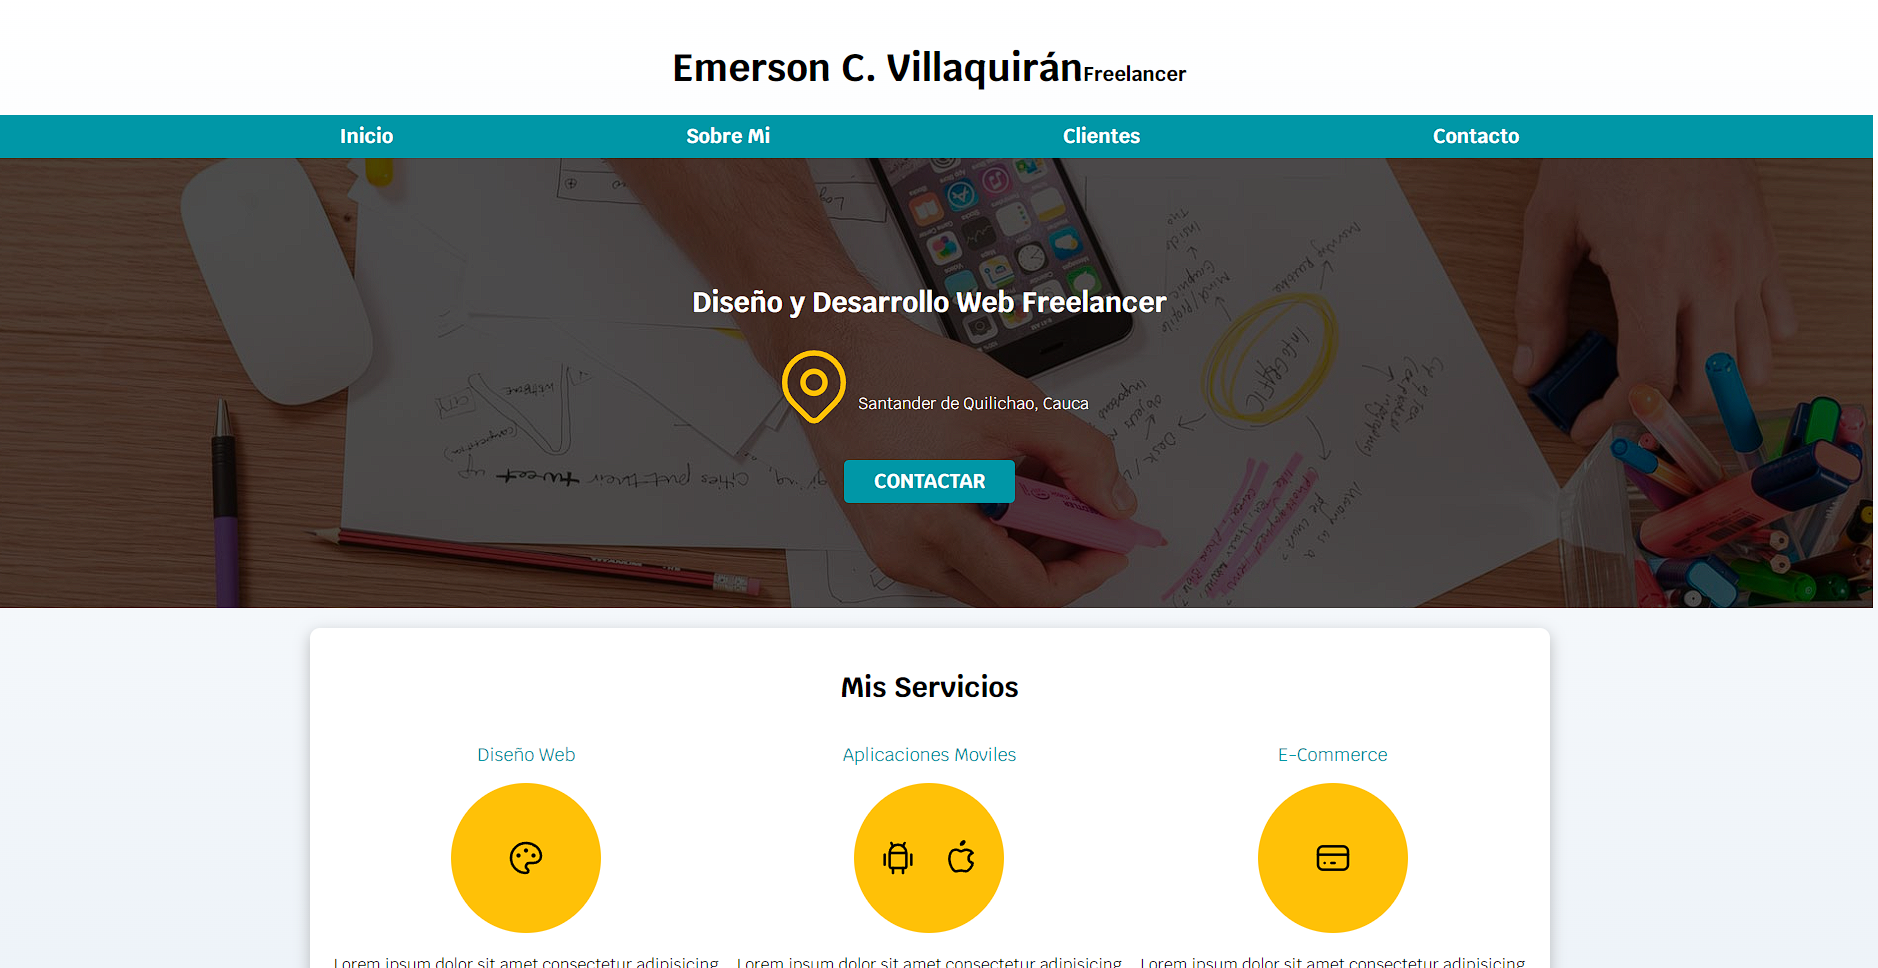 Emerson C. VillaquiránFreelancer
Inicio Sobre Mi Clientes Contacto
Diseño y Desarrollo Web Freelancer
Santander de Quilichao, Cauca
CONTACTAR
Mis Servicios
Diseño Web Aplicaciones Moviles E-Commerce
Lorem ipsum dolor sit amet consectetur adipisicing Lorem ipsum dolor sit amet consectetur adipisicing Lorem ipsum dolor sit amet consectetur adipisicing